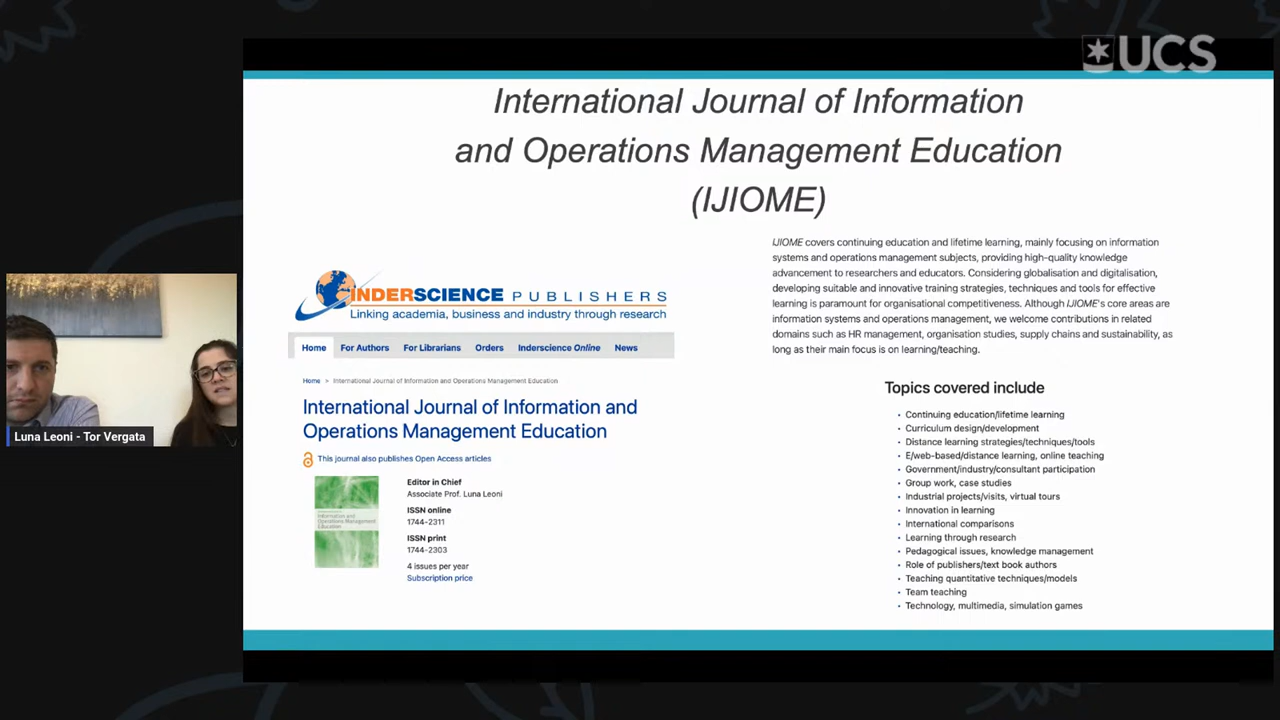 UCS
International Journal of Information
and Operations Management Education
(IJIOME)
IJIOME covers continuing education and lifetime learning, mainly focusing on information
systems and operations management subjects, providing high-quality knowledge
advancement to researchers and educators. Considering globalisation and digitalisation,
developing suitable and innovative training strategies, techniques and tools for effective
learning is paramount for organisational competitiveness. Although IJIOME's core areas are
information systems and operations management, we welcome contributions in related
domains such as HR management, organisation studies, supply chains and sustainability, as
long as their main focus is on learning/teaching.
INDERSCIENCE PUBLISHERS
Linking academia, business and industry through research
Home For Authors For Librarians Orders Inderscience Online News
Home > International Journal of Information and Operations Management Education
International Journal of Information and
Operations Management Education
This journal also publishes Open Access articles
Information and
Operations Management
Education
Editor in Chief
Associate Prof. Luna Leoni
ISSN online
1744-2311
ISSN print
1744-2303
4 issues per year
Subscription price
Topics covered include
• Continuing education/lifetime learning
• Curriculum design/development
• Distance learning strategies/techniques/tools
• E/web-based/distance learning, online teaching
• Government/industry/consultant participation
• Group work, case studies
• Industrial projects/visits, virtual tours
• Innovation in learning
• International comparisons
• Learning through research
• Pedagogical issues, knowledge management
• Role of publishers/text book authors
• Teaching quantitative techniques/models
• Team teaching
• Technology, multimedia, simulation games
Luna Leoni - Tor Vergata